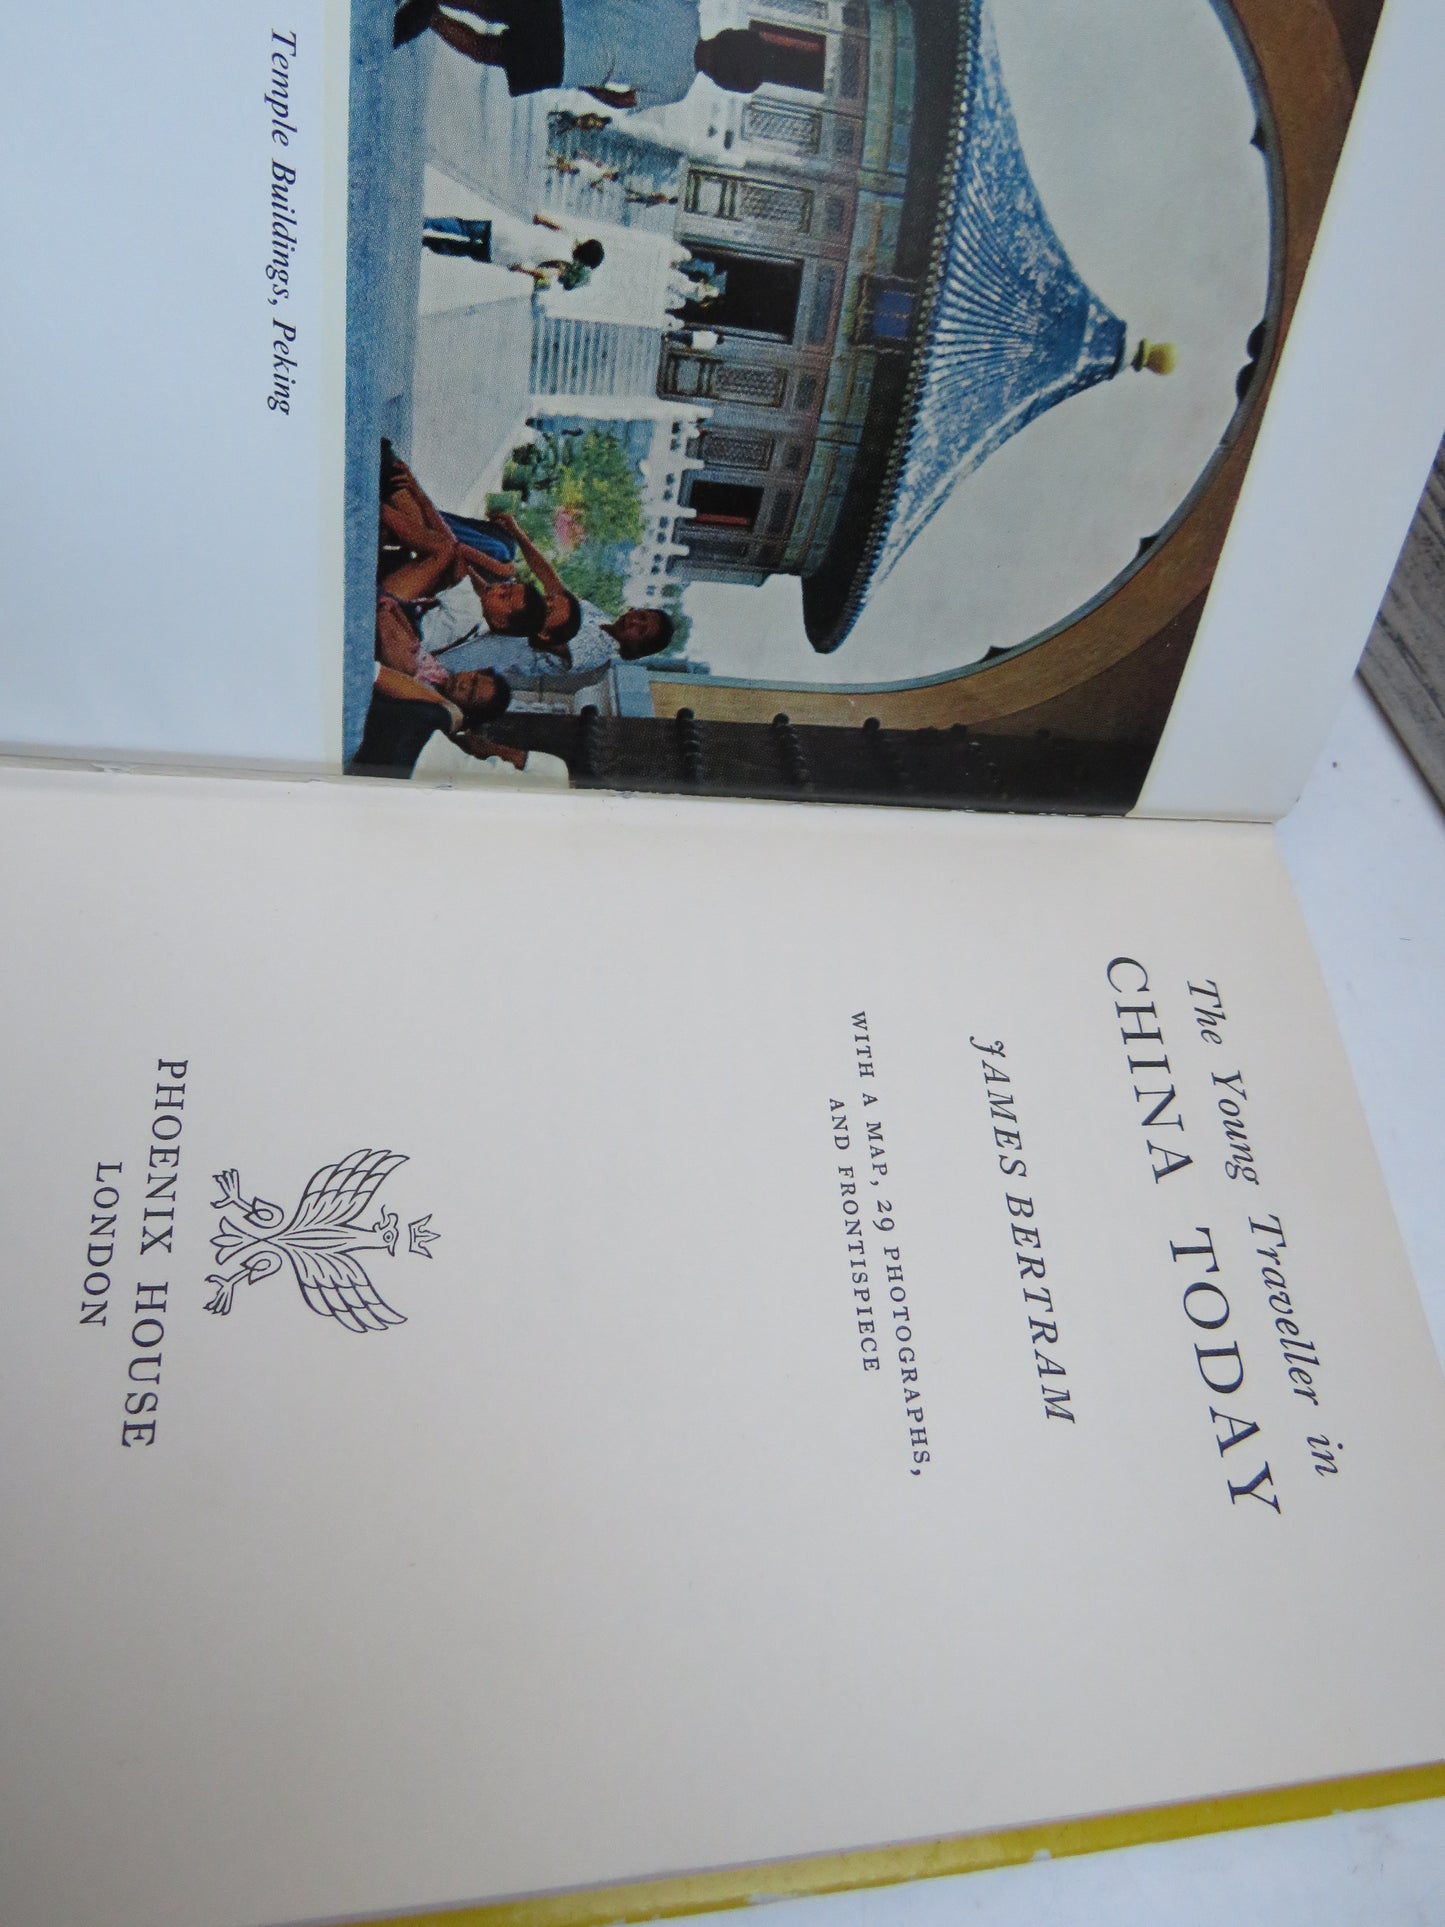 Temple Buildings, Peking
The Young Traveller in
CHINA TODAY
JAMES BERTRAM
WITH A MAP, 29 PHOTOGRAPHS,
AND FRONTISPIECE
PHOENIX HOUSE
LONDON